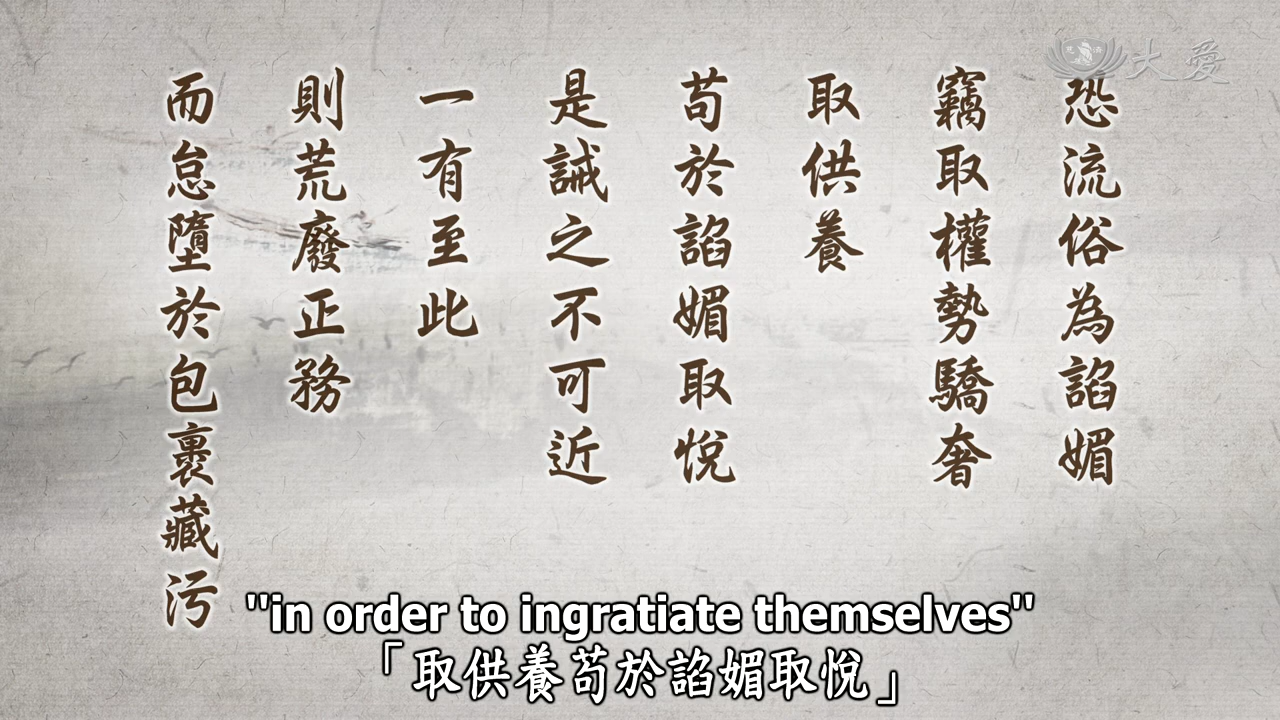 恐流俗為諂媚
竊取權勢驕奢
取供養
苟於諂媚取悅
是誡之不可近
一有至此
則荒廢正務
而怠墮於包裹藏污
大愛
"in order to ingratiate themselves"
「取供養苟於諂媚取悅」